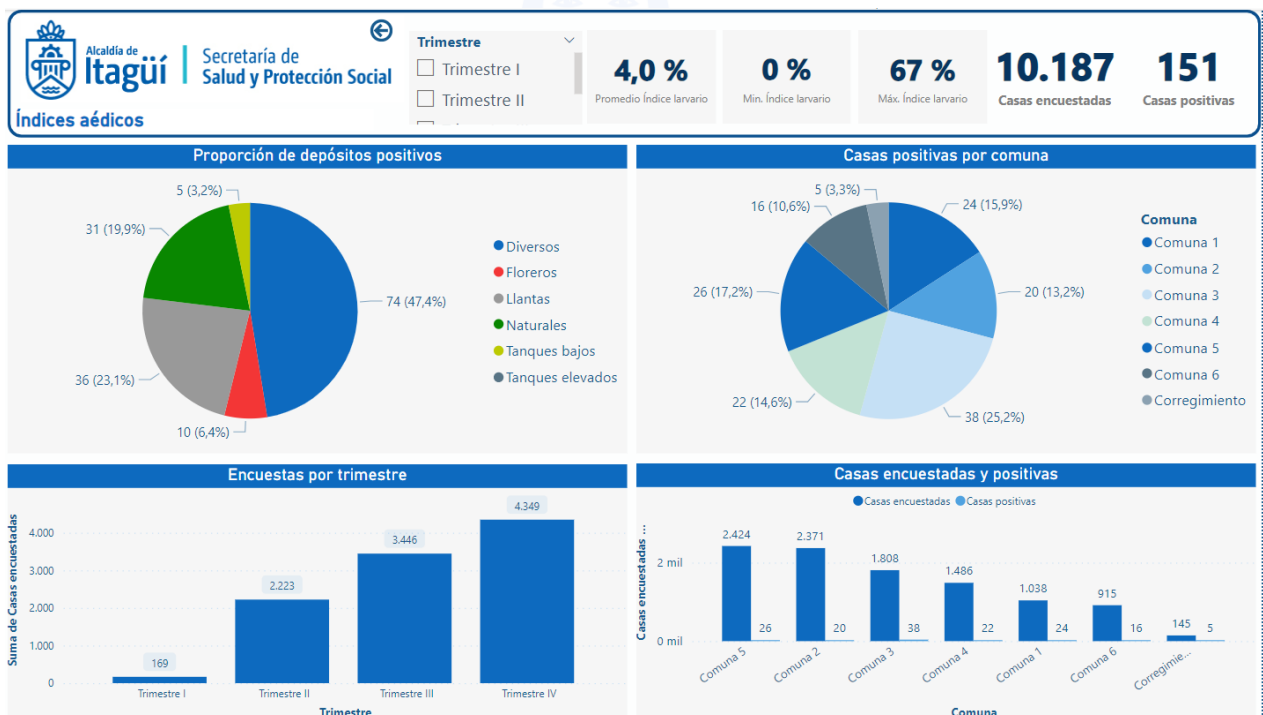 Alcaldía de
Itagüí
Secretaría de
Salud y Protección Social
Índices aédicos
Trimestre
Trimestre I
Trimestre II
4,0 %
Promedio Índice larvario
0 %
Min. Índice larvario
67 %
Máx. Índice larvario
10.187
Casas encuestadas
151
Casas positivas
Proporción de depósitos positivos
5 (3,2%)
31 (19,9%)
74 (47,4%)
36 (23,1%)
10 (6,4%)
Diversos
Floreros
Llantas
Naturales
Tanques bajos
Tanques elevados
Casas positivas por comuna
5 (3,3%)
16 (10,6%)
24 (15,9%)
26 (17,2%)
20 (13,2%)
22 (14,6%)
38 (25,2%)
Comuna
Comuna 1
Comuna 2
Comuna 3
Comuna 4
Comuna 5
Comuna 6
Corregimiento
Encuestas por trimestre
Suma de Casas encuestadas
4.000
3.000
2.000
1.000
0
169
2.223
3.446
4.349
Trimestre I
Trimestre II
Trimestre III
Trimestre IV
Trimestre
Casas encuestadas y positivas
Casas encuestadas
Casas positivas
Casas encuestadas ...
2 mil
0 mil
2.424
26
2.371
20
1.808
38
1.486
22
1.038
24
915
16
145
5
Comuna 5
Comuna 2
Comuna 3
Comuna 4
Comuna 1
Comuna 6
Corregimie...
Comuna